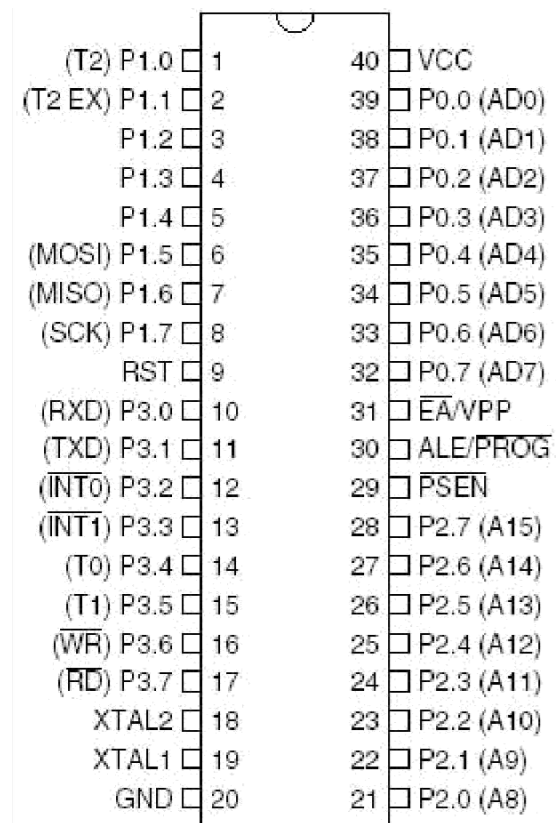 (T2) P1.0 1 40 VCC
(T2 EX) P1.1 2 39 P0.0 (AD0)
P1.2 3 38 P0.1 (AD1)
P1.3 4 37 P0.2 (AD2)
P1.4 5 36 P0.3 (AD3)
(MOSI) P1.5 6 35 P0.4 (AD4)
(MISO) P1.6 7 34 P0.5 (AD5)
(SCK) P1.7 8 33 P0.6 (AD6)
RST 9 32 P0.7 (AD7)
(RXD) P3.0 10 31 E̅A̅/VPP
(TXD) P3.1 11 30 ALE/P̅R̅O̅G̅
(I̅N̅T̅0̅) P3.2 12 29 P̅S̅E̅N̅
(I̅N̅T̅1̅) P3.3 13 28 P2.7 (A15)
(T0) P3.4 14 27 P2.6 (A14)
(T1) P3.5 15 26 P2.5 (A13)
(W̅R̅) P3.6 16 25 P2.4 (A12)
(R̅D̅) P3.7 17 24 P2.3 (A11)
XTAL2 18 23 P2.2 (A10)
XTAL1 19 22 P2.1 (A9)
GND 20 21 P2.0 (A8)